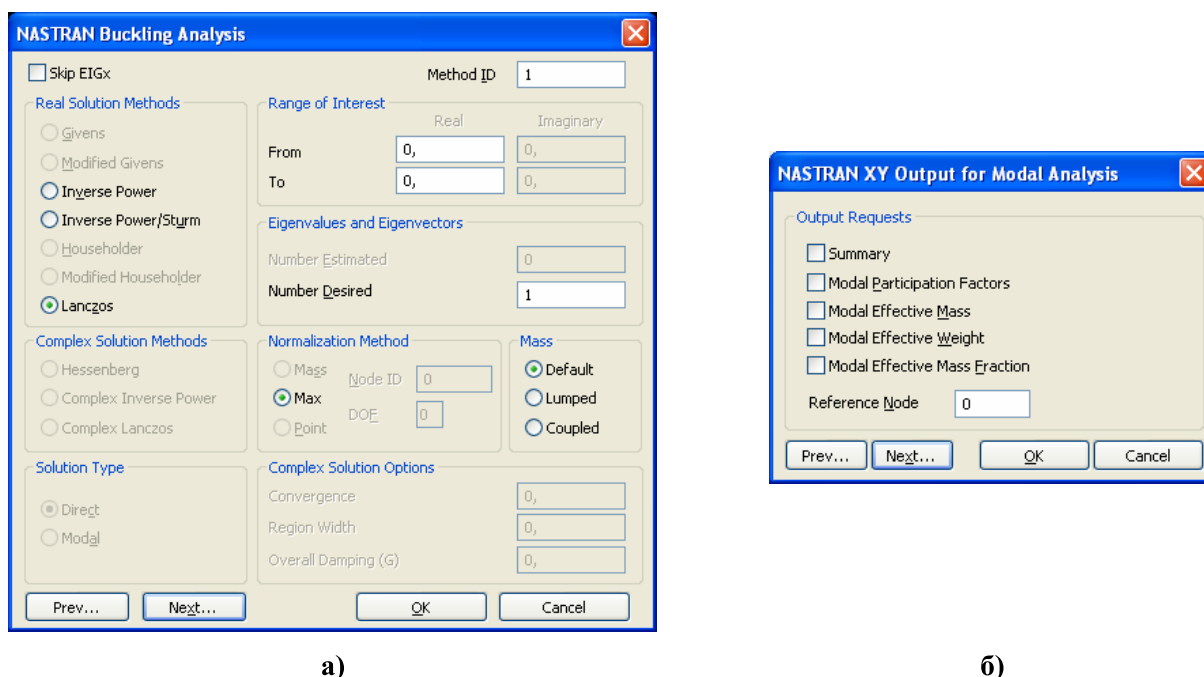 NASTRAN Buckling Analysis
Skip EIGx
Method ID
1
Real Solution Methods
Givens
Modified Givens
Inverse Power
Inverse Power/Sturm
Householder
Modified Householder
Lanczos
Range of Interest
Real
Imaginary
From
0,
0,
To
0,
0,
Eigenvalues and Eigenvectors
Number Estimated
0
Number Desired
1
Complex Solution Methods
Hessenberg
Complex Inverse Power
Complex Lanczos
Normalization Method
Mass
Node ID
0
Max
DOF
0
Point
Mass
Default
Lumped
Coupled
Solution Type
Direct
Modal
Complex Solution Options
Convergence
0,
Region Width
0,
Overall Damping (G)
0,
Prev...
Next...
OK
Cancel
а)
NASTRAN XY Output for Modal Analysis
Output Requests
Summary
Modal Participation Factors
Modal Effective Mass
Modal Effective Weight
Modal Effective Mass Fraction
Reference Node
0
Prev...
Next...
OK
Cancel
б)